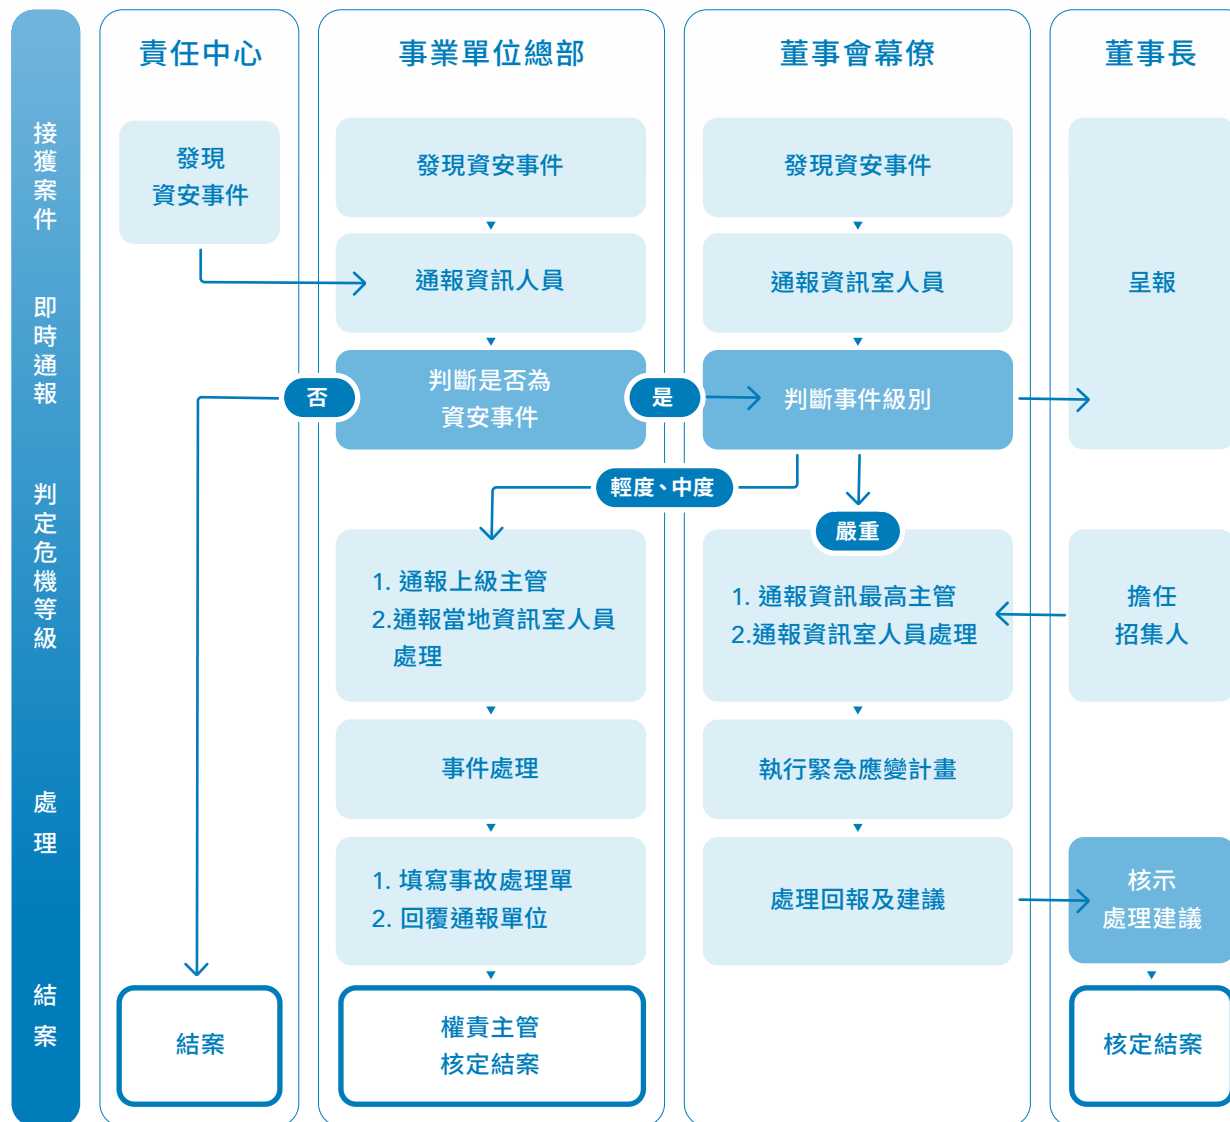 責任中心
事業單位總部
董事會幕僚
董事長
接獲案件
即時通報
判定危機等級
處理
結案
發現
資安事件
發現資安事件
發現資安事件
通報資訊人員
通報資訊室人員
呈報
否
判斷是否為
資安事件
是
判斷事件級別
輕度、中度
嚴重
1. 通報上級主管
2.通報當地資訊室人員
處理
1. 通報資訊最高主管
2.通報資訊室人員處理
擔任
招集人
事件處理
執行緊急應變計畫
1. 填寫事故處理單
2. 回覆通報單位
處理回報及建議
核示
處理建議
結案
權責主管
核定結案
核定結案